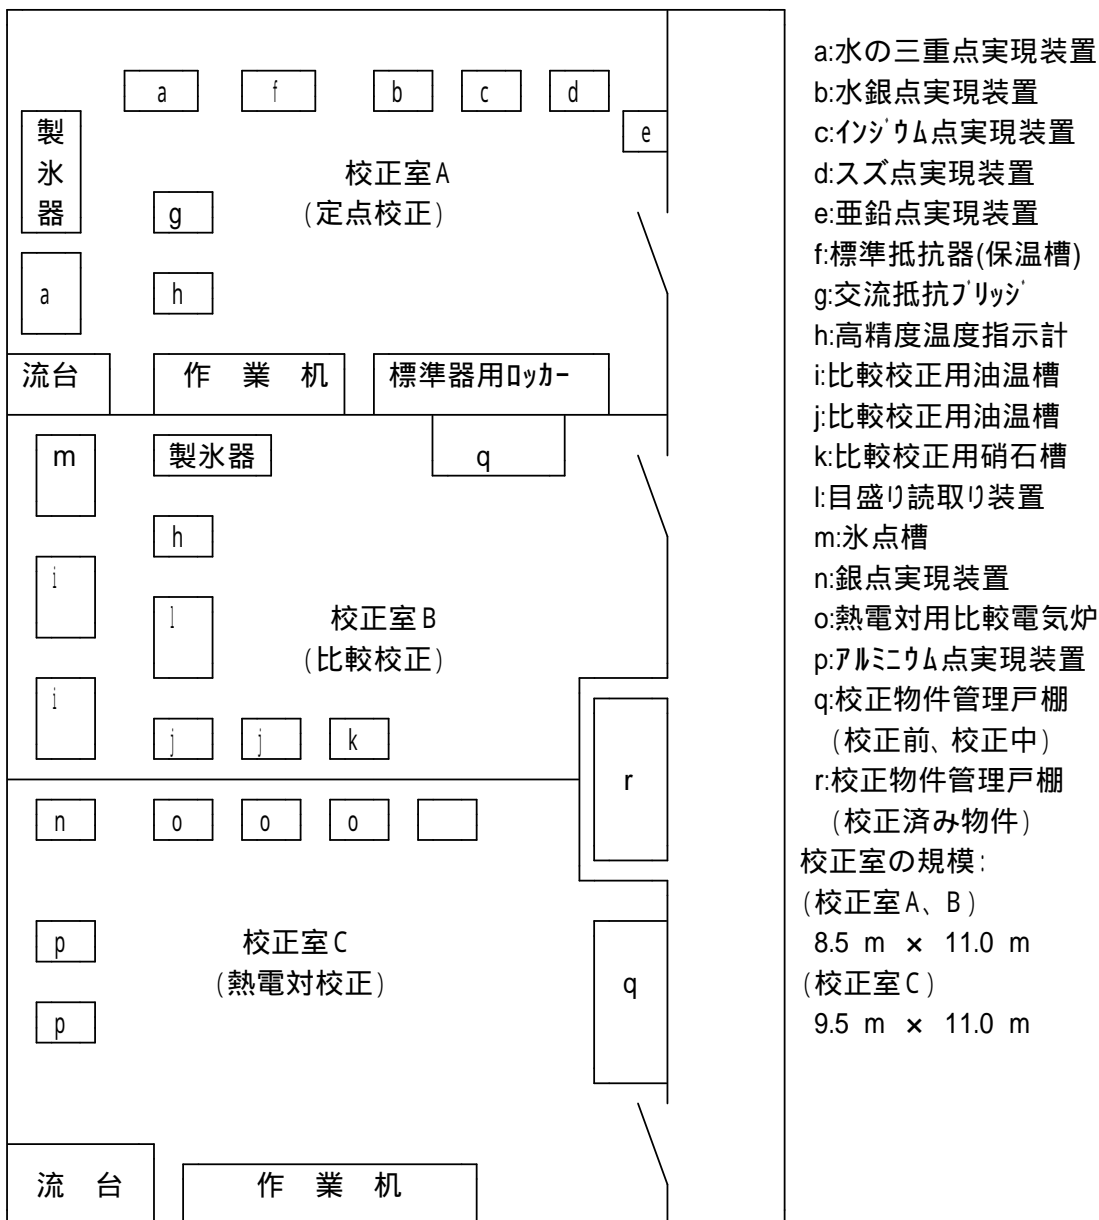 a f b c d
e
製
氷
器
校正室A
(定点校正)
g
a h
流台 作 業 机 標準器用ロッカー
m 製氷器 q
h
i
l 校正室B
(比較校正)
i
j j k
r
n o o o
p 校正室C
(熱電対校正)
q
p
流 台 作 業 机
a:水の三重点実現装置
b:水銀点実現装置
c:インジウム点実現装置
d:スズ点実現装置
e:亜鉛点実現装置
f:標準抵抗器(保温槽)
g:交流抵抗ブリッジ
h:高精度温度指示計
i:比較校正用油温槽
j:比較校正用油温槽
k:比較校正用硝石槽
l:目盛り読取り装置
m:氷点槽
n:銀点実現装置
o:熱電対用比較電気炉
p:アルミニウム点実現装置
q:校正物件管理戸棚
(校正前、校正中)
r:校正物件管理戸棚
(校正済み物件)
校正室の規模:
(校正室A、B)
8.5 m × 11.0 m
(校正室C)
9.5 m × 11.0 m